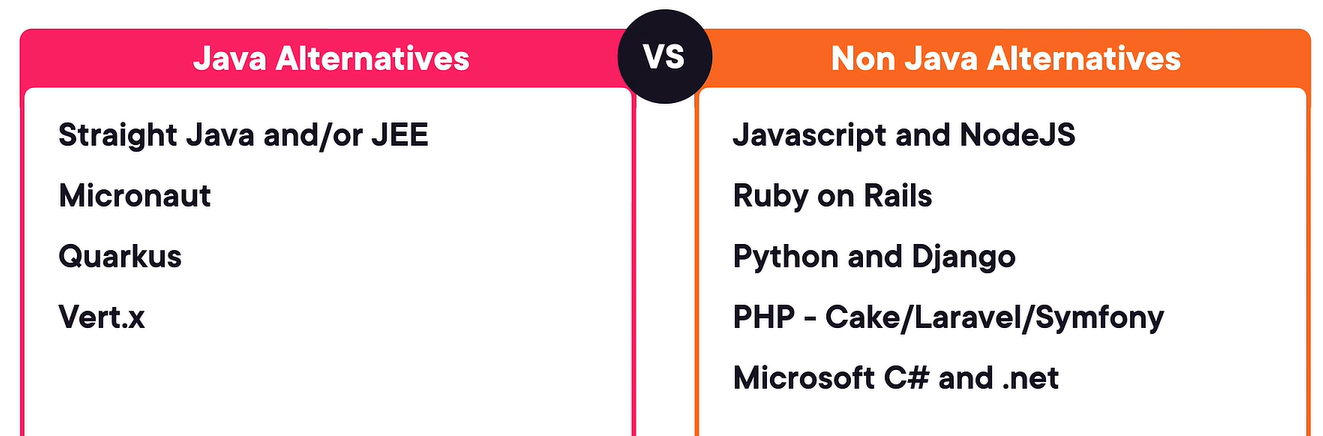 Java Alternatives
VS
Non Java Alternatives
Straight Java and/or JEE
Micronaut
Quarkus
Vert.x
Javascript and NodeJS
Ruby on Rails
Python and Django
PHP - Cake/Laravel/Symfony
Microsoft C# and .net